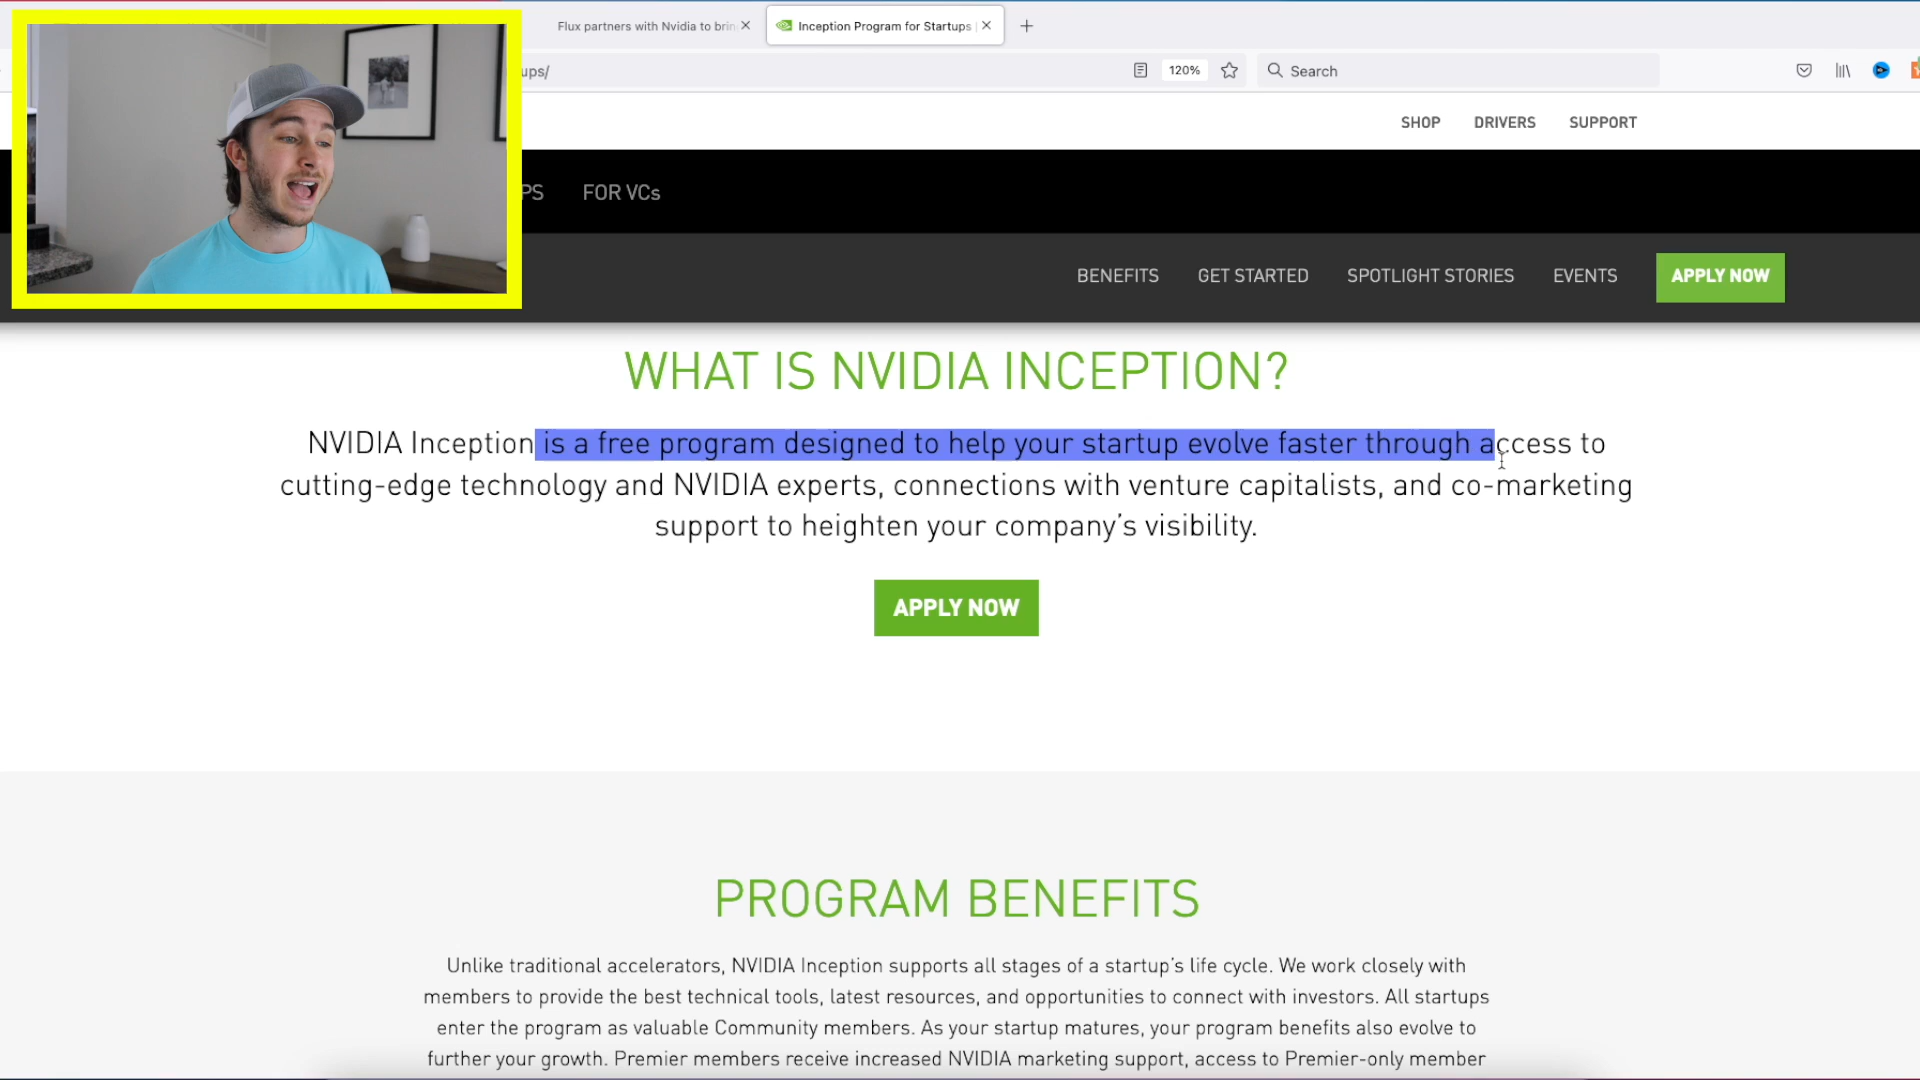 Flux partners with Nvidia to brin
Inception Program for Startups
ups/
120%
Search
SHOP DRIVERS SUPPORT
PS FOR VCs
BENEFITS GET STARTED SPOTLIGHT STORIES EVENTS APPLY NOW
WHAT IS NVIDIA INCEPTION?
NVIDIA Inception is a free program designed to help your startup evolve faster through access to
cutting-edge technology and NVIDIA experts, connections with venture capitalists, and co-marketing
support to heighten your company's visibility.
APPLY NOW
PROGRAM BENEFITS
Unlike traditional accelerators, NVIDIA Inception supports all stages of a startup's life cycle. We work closely with
members to provide the best technical tools, latest resources, and opportunities to connect with investors. All startups
enter the program as valuable Community members. As your startup matures, your program benefits also evolve to
further your growth. Premier members receive increased NVIDIA marketing support, access to Premier-only member